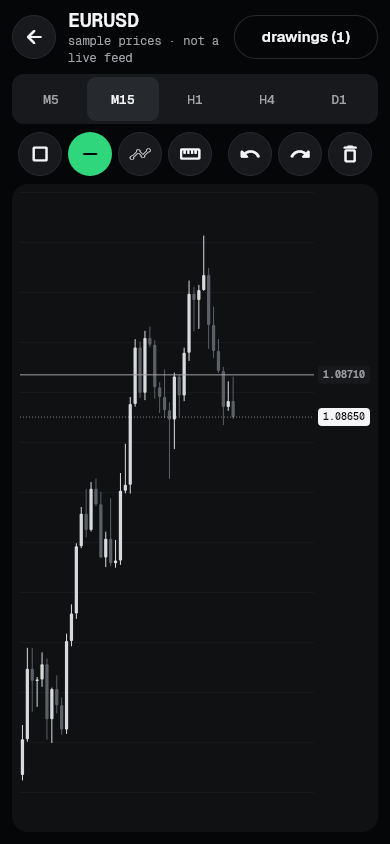 EURUSD
sample prices · not a
live feed
drawings (1)
M5 M15 H1 H4 D1
1.08710
1.08650